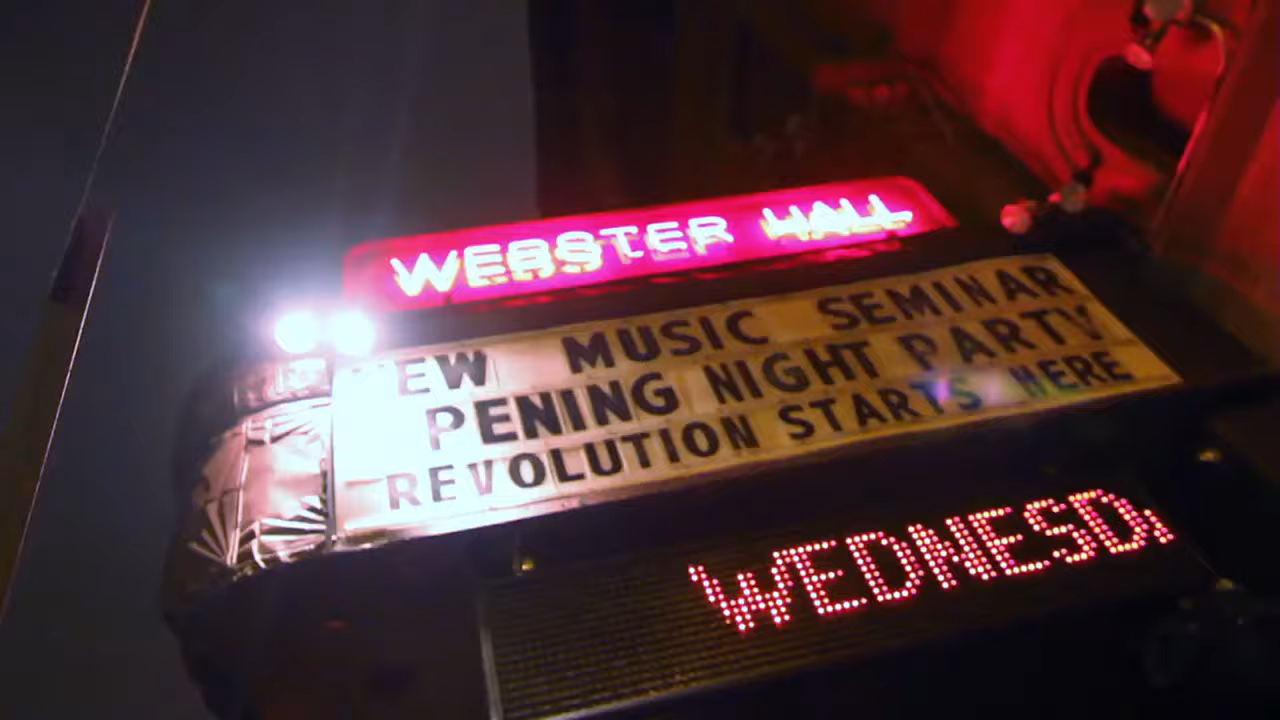 WEBSTER HALL
EW MUSIC SEMINAR
PENING NIGHT PARTY
REVOLUTION STARTS HERE
WEDNESD